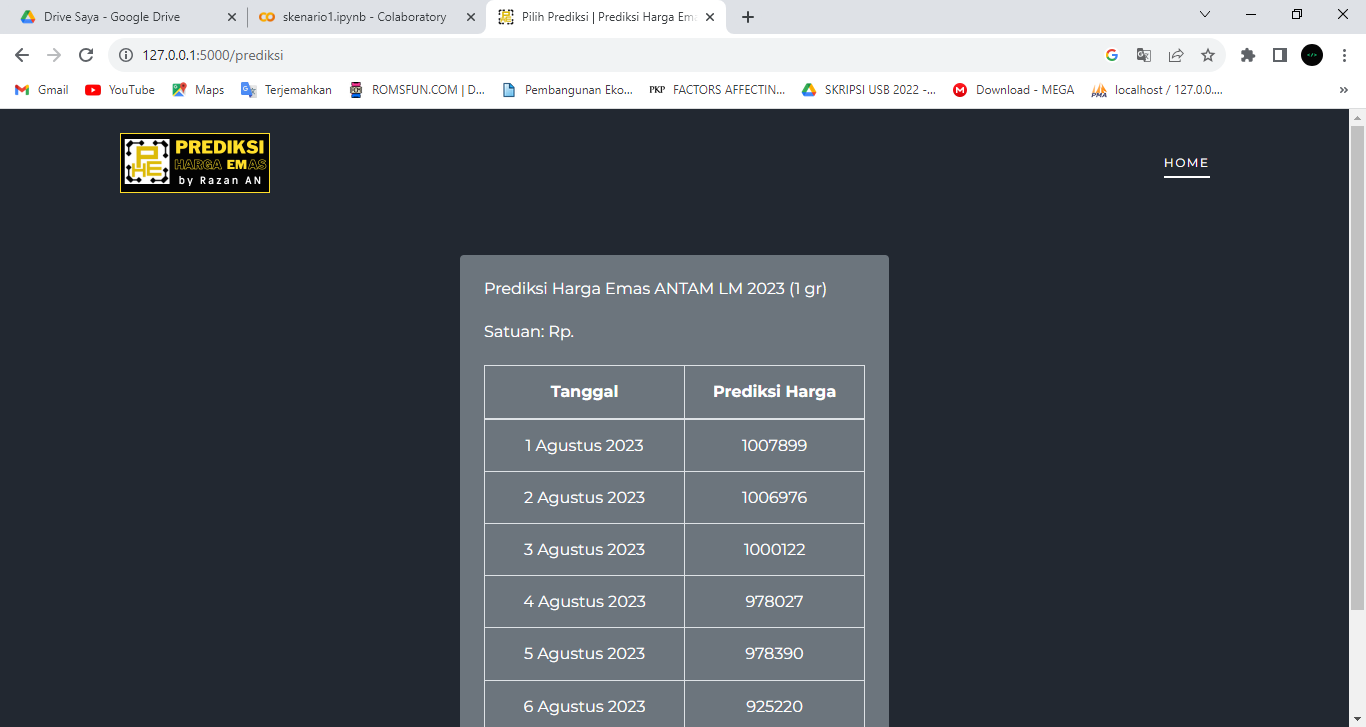 Drive Saya - Google Drive
skenario1.ipynb - Colaboratory
Pilih Prediksi | Prediksi Harga Em
127.0.0.1:5000/prediksi
Gmail
YouTube
Maps
Terjemahkan
ROMSFUN.COM | D...
Pembangunan Eko...
PKP FACTORS AFFECTIN...
SKRIPSI USB 2022 -...
Download - MEGA
PMA localhost / 127.0.0....
PHE
PREDIKSI
HARGA EMAS
by Razan AN
HOME
Prediksi Harga Emas ANTAM LM 2023 (1 gr)
Satuan: Rp.
Tanggal Prediksi Harga
1 Agustus 2023 1007899
2 Agustus 2023 1006976
3 Agustus 2023 1000122
4 Agustus 2023 978027
5 Agustus 2023 978390
6 Agustus 2023 925220